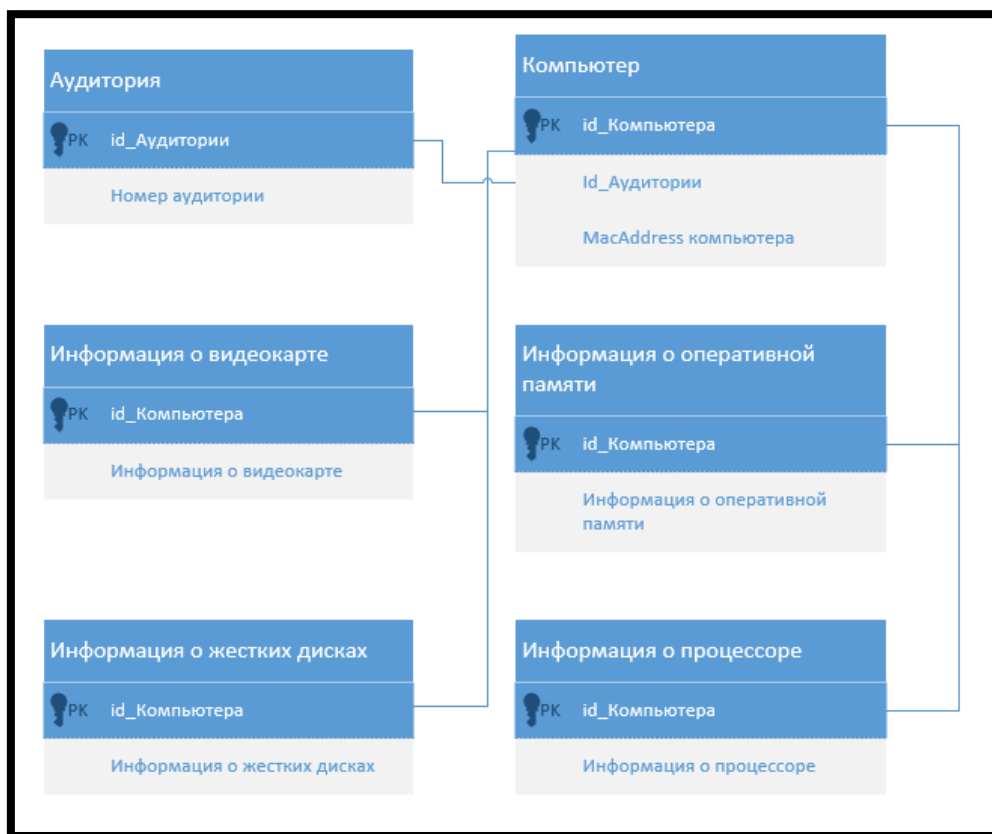 Аудитория
PK id_Аудитории
Номер аудитории
Компьютер
PK id_Компьютера
Id_Аудитории
MacAddress компьютера
Информация о видеокарте
PK id_Компьютера
Информация о видеокарте
Информация о оперативной
памяти
PK id_Компьютера
Информация о оперативной
памяти
Информация о жестких дисках
PK id_Компьютера
Информация о жестких дисках
Информация о процессоре
PK id_Компьютера
Информация о процессоре